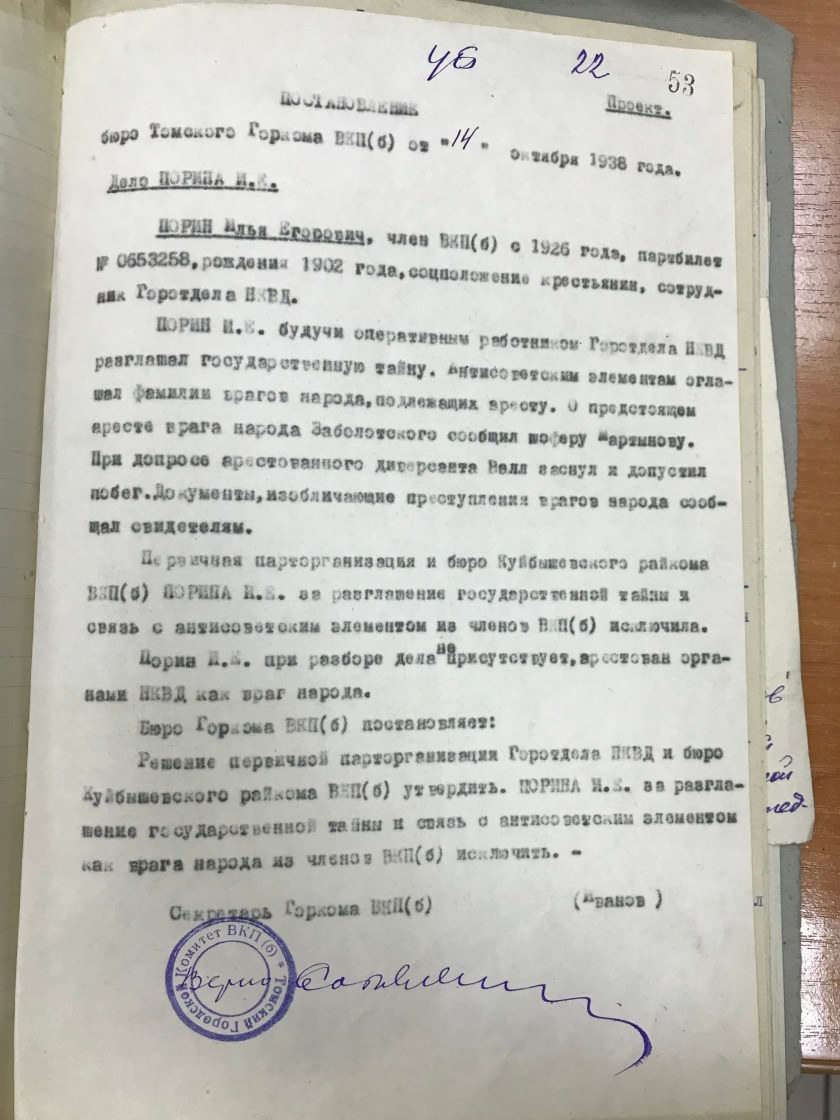 УБ 22 53
ПОСТАНОВЛЕНИЕ Проект.
бюро Томского Горкома ВКП(б) от "14" октября 1938 года.
Дело ПОРИНА И.Е.
ПОРИН Илья Егорович, член ВКП(б) с 1926 года, партбилет
№ 0653258, рождения 1902 года, соцположение крестьянин, сотруд-
ник Горотдела НКВД.
ПОРИН И.Е. будучи оперативным работником Горотдела НКВД
разглашал государственную тайну. Антисоветским элементам огла-
шал фамилии врагов народа, подлежащих аресту. О предстоящем
аресте врага народа Заболотского сообщил шоферу Мартынову.
При допросе арестованного диверсанта Валл заснул и допустил
побег. Документы, изобличающие преступления врагов народа сооб-
щал свидетелям.
Первичная парторганизация и бюро Куйбышевского райкома
ВКП(б) ПОРИНА И.Е. за разглашение государственной тайны и
связь с антисоветским элементом из членов ВКП(б) исключила.
Порин И.Е. при разборе дела не присутствует, арестован орга-
нами НКВД как враг народа.
Бюро Горкома ВКП(б) постановляет:
Решение первичной парторганизации Горотдела НКВД и бюро
Куйбышевского райкома ВКП(б) утвердить. ПОРИНА И.Е. за разгла-
шение государственной тайны и связь с антисоветским элементом
как врага народа из членов ВКП(б) исключить. -
Секретарь Горкома ВКП(б) (Иванов )
Томский Городской Комитет ВКП(б) *
Верно